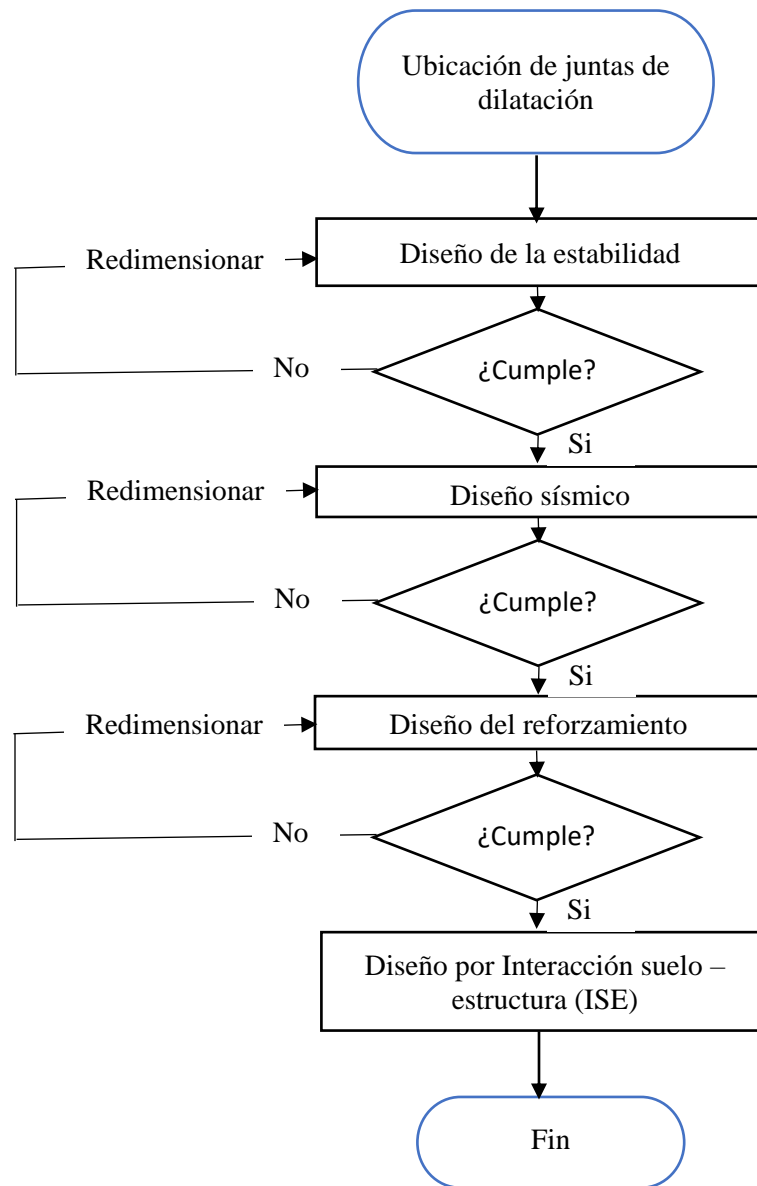 Ubicación de juntas de
dilatación
Redimensionar
Diseño de la estabilidad
No
¿Cumple?
Si
Redimensionar
Diseño sísmico
No
¿Cumple?
Si
Redimensionar
Diseño del reforzamiento
No
¿Cumple?
Si
Diseño por Interacción suelo –
estructura (ISE)
Fin